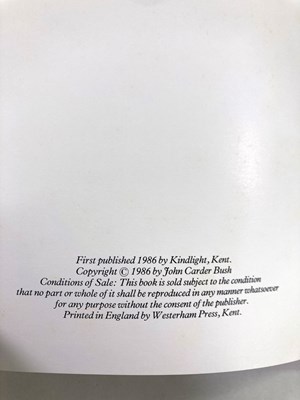 First published 1986 by Kindlight, Kent.
Copyright © 1986 by John Carder Bush
Conditions of Sale: This book is sold subject to the condition
that no part or whole of it shall be reproduced in any manner whatsoever
for any purpose without the consent of the publisher.
Printed in England by Westerham Press, Kent.